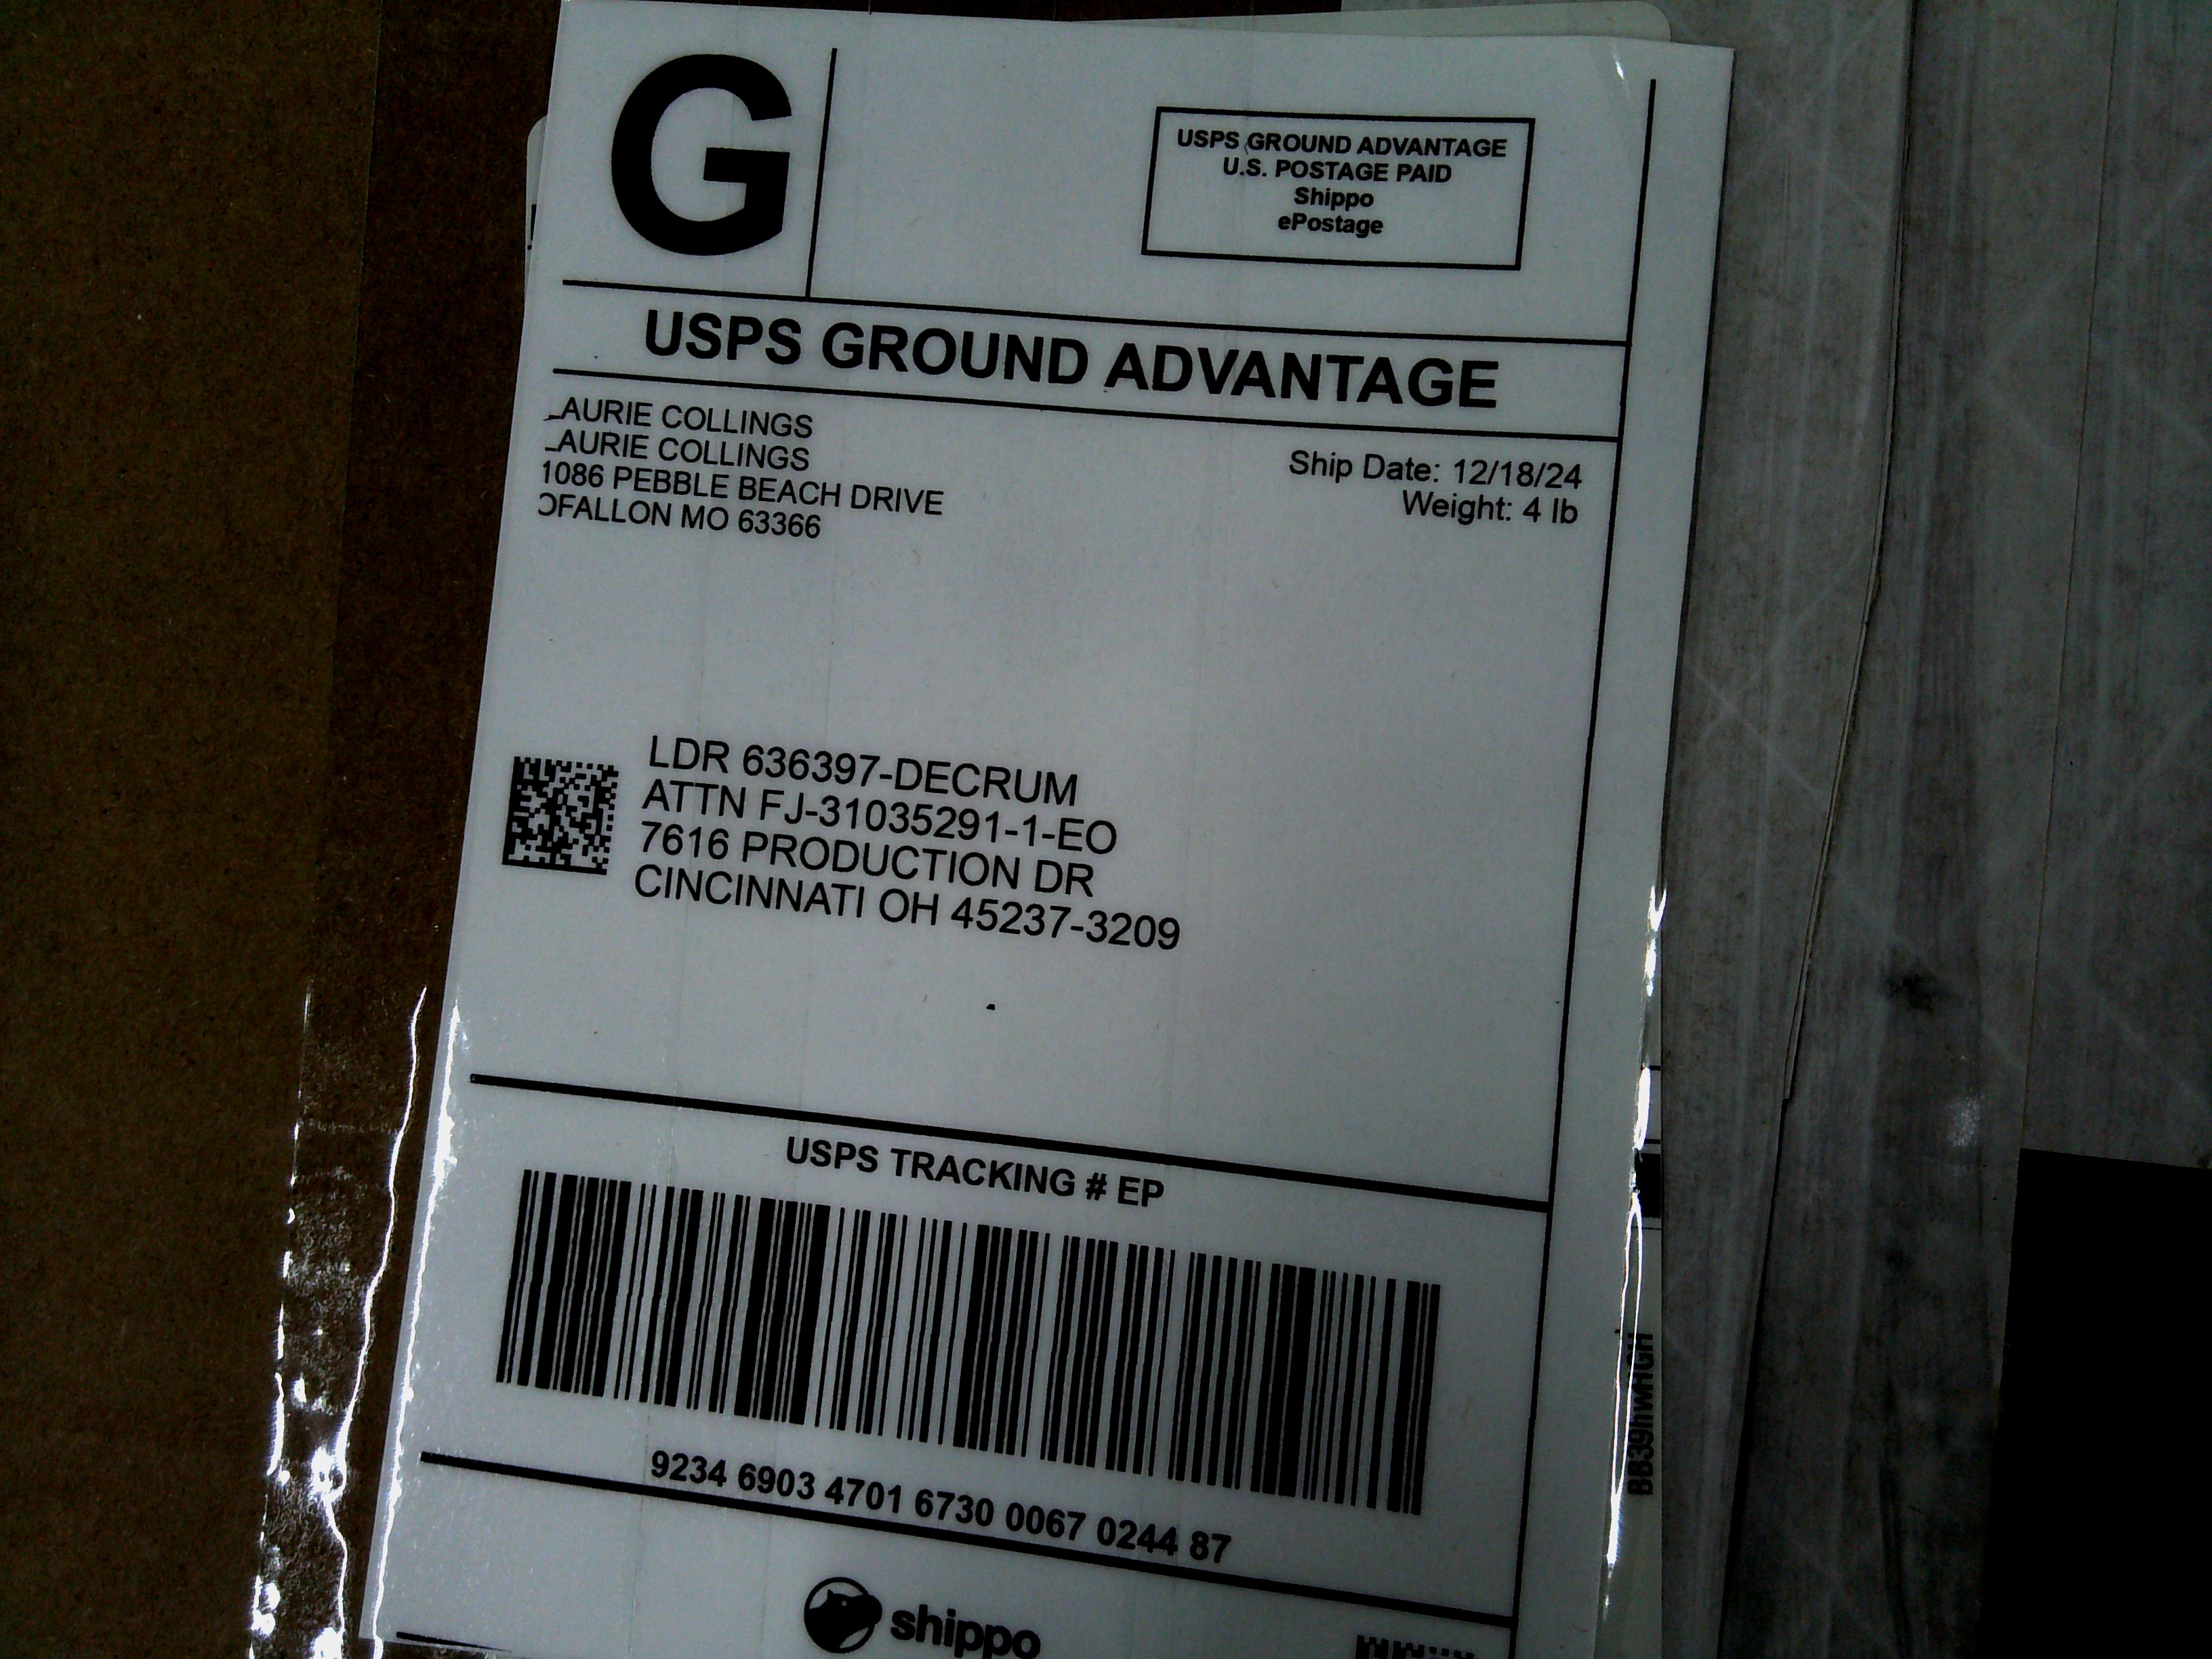 G
USPS GROUND ADVANTAGE
U.S. POSTAGE PAID
Shippo
ePostage
USPS GROUND ADVANTAGE
LAURIE COLLINGS
LAURIE COLLINGS
1086 PEBBLE BEACH DRIVE
OFALLON MO 63366
Ship Date: 12/18/24
Weight: 4 lb
LDR 636397-DECRUM
ATTN FJ-31035291-1-EO
7616 PRODUCTION DR
CINCINNATI OH 45237-3209
USPS TRACKING # EP
9234 6903 4701 6730 0067 0244 87
shippo